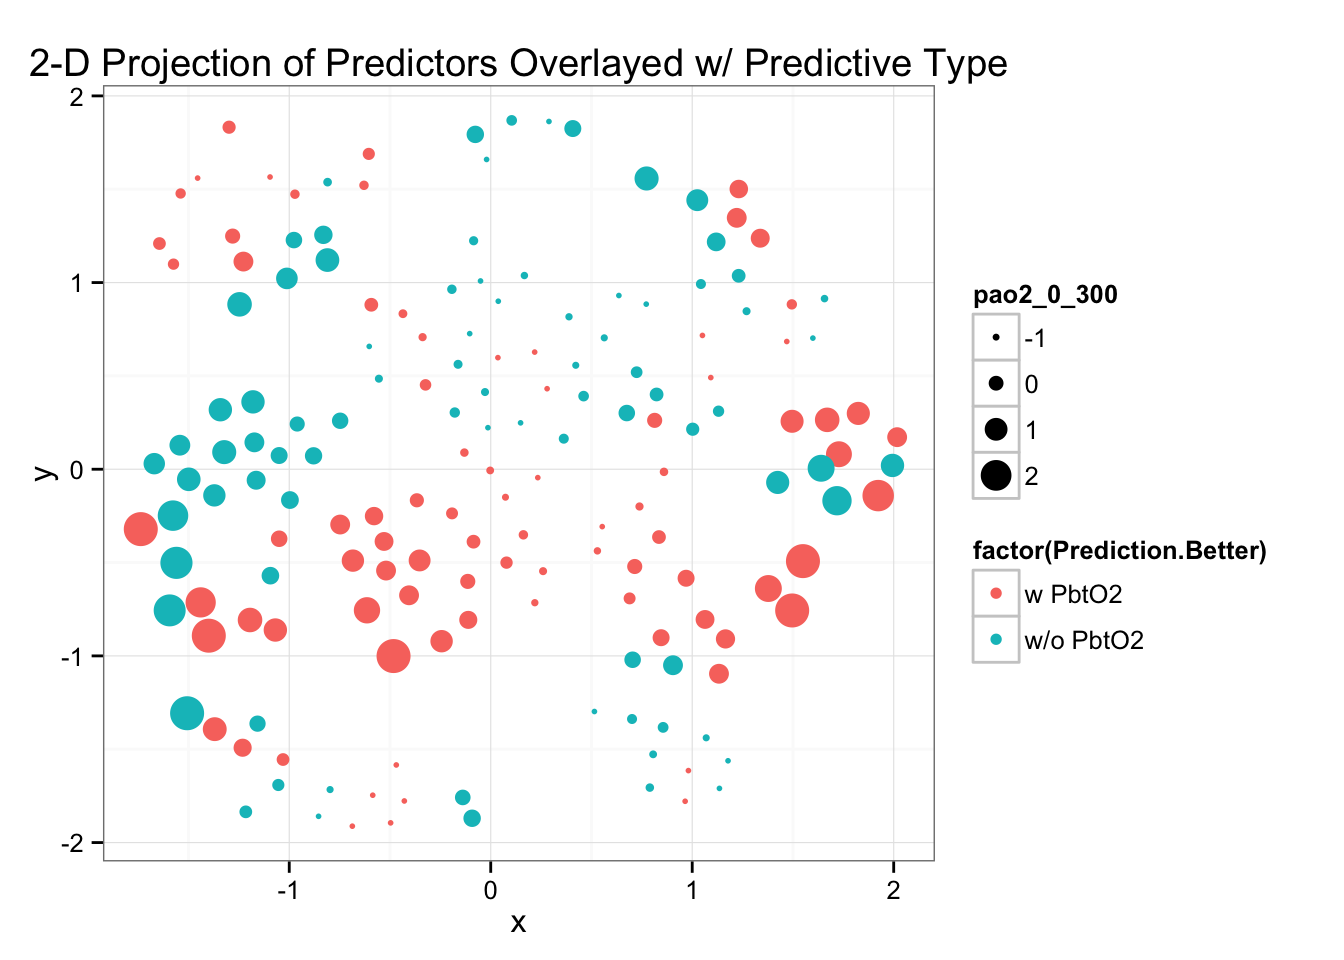 2-D Projection of Predictors Overlayed w/ Predictive Type
2
1
0
-1
-2
y
-1
0
1
2
x
pao2_0_300
-1
0
1
2
factor(Prediction.Better)
w PbtO2
w/o PbtO2